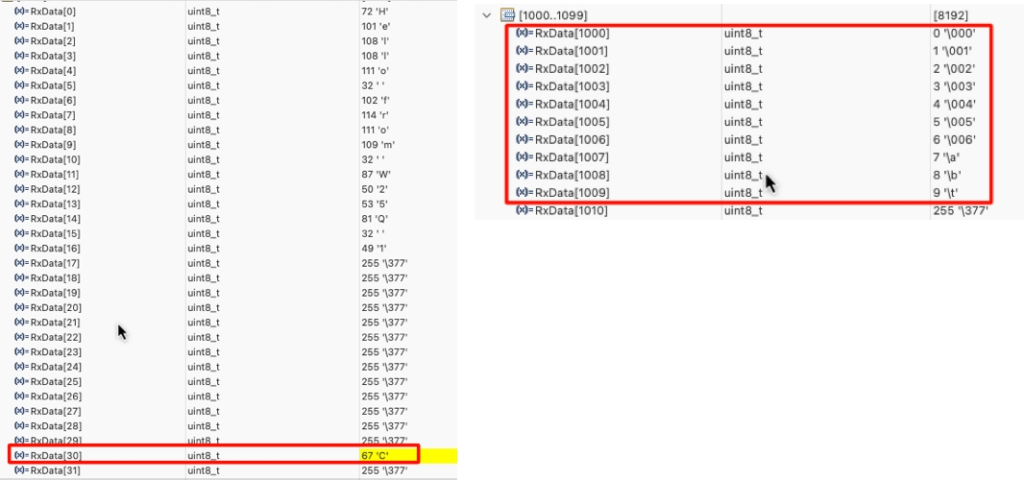 (x)= RxData[0] uint8_t 72 'H'
(x)= RxData[1] uint8_t 101 'e'
(x)= RxData[2] uint8_t 108 'l'
(x)= RxData[3] uint8_t 108 'l'
(x)= RxData[4] uint8_t 111 'o'
(x)= RxData[5] uint8_t 32 ' '
(x)= RxData[6] uint8_t 102 'f'
(x)= RxData[7] uint8_t 114 'r'
(x)= RxData[8] uint8_t 111 'o'
(x)= RxData[9] uint8_t 109 'm'
(x)= RxData[10] uint8_t 32 ' '
(x)= RxData[11] uint8_t 87 'W'
(x)= RxData[12] uint8_t 50 '2'
(x)= RxData[13] uint8_t 53 '5'
(x)= RxData[14] uint8_t 81 'Q'
(x)= RxData[15] uint8_t 32 ' '
(x)= RxData[16] uint8_t 49 '1'
(x)= RxData[17] uint8_t 255 '\377'
(x)= RxData[18] uint8_t 255 '\377'
(x)= RxData[19] uint8_t 255 '\377'
(x)= RxData[20] uint8_t 255 '\377'
(x)= RxData[21] uint8_t 255 '\377'
(x)= RxData[22] uint8_t 255 '\377'
(x)= RxData[23] uint8_t 255 '\377'
(x)= RxData[24] uint8_t 255 '\377'
(x)= RxData[25] uint8_t 255 '\377'
(x)= RxData[26] uint8_t 255 '\377'
(x)= RxData[27] uint8_t 255 '\377'
(x)= RxData[28] uint8_t 255 '\377'
(x)= RxData[29] uint8_t 255 '\377'
(x)= RxData[30] uint8_t 67 'C'
(x)= RxData[31] uint8_t 255 '\377'
[1000..1099] [8192]
(x)= RxData[1000] uint8_t 0 '\000'
(x)= RxData[1001] uint8_t 1 '\001'
(x)= RxData[1002] uint8_t 2 '\002'
(x)= RxData[1003] uint8_t 3 '\003'
(x)= RxData[1004] uint8_t 4 '\004'
(x)= RxData[1005] uint8_t 5 '\005'
(x)= RxData[1006] uint8_t 6 '\006'
(x)= RxData[1007] uint8_t 7 '\a'
(x)= RxData[1008] uint8_t 8 '\b'
(x)= RxData[1009] uint8_t 9 '\t'
(x)= RxData[1010] uint8_t 255 '\377'